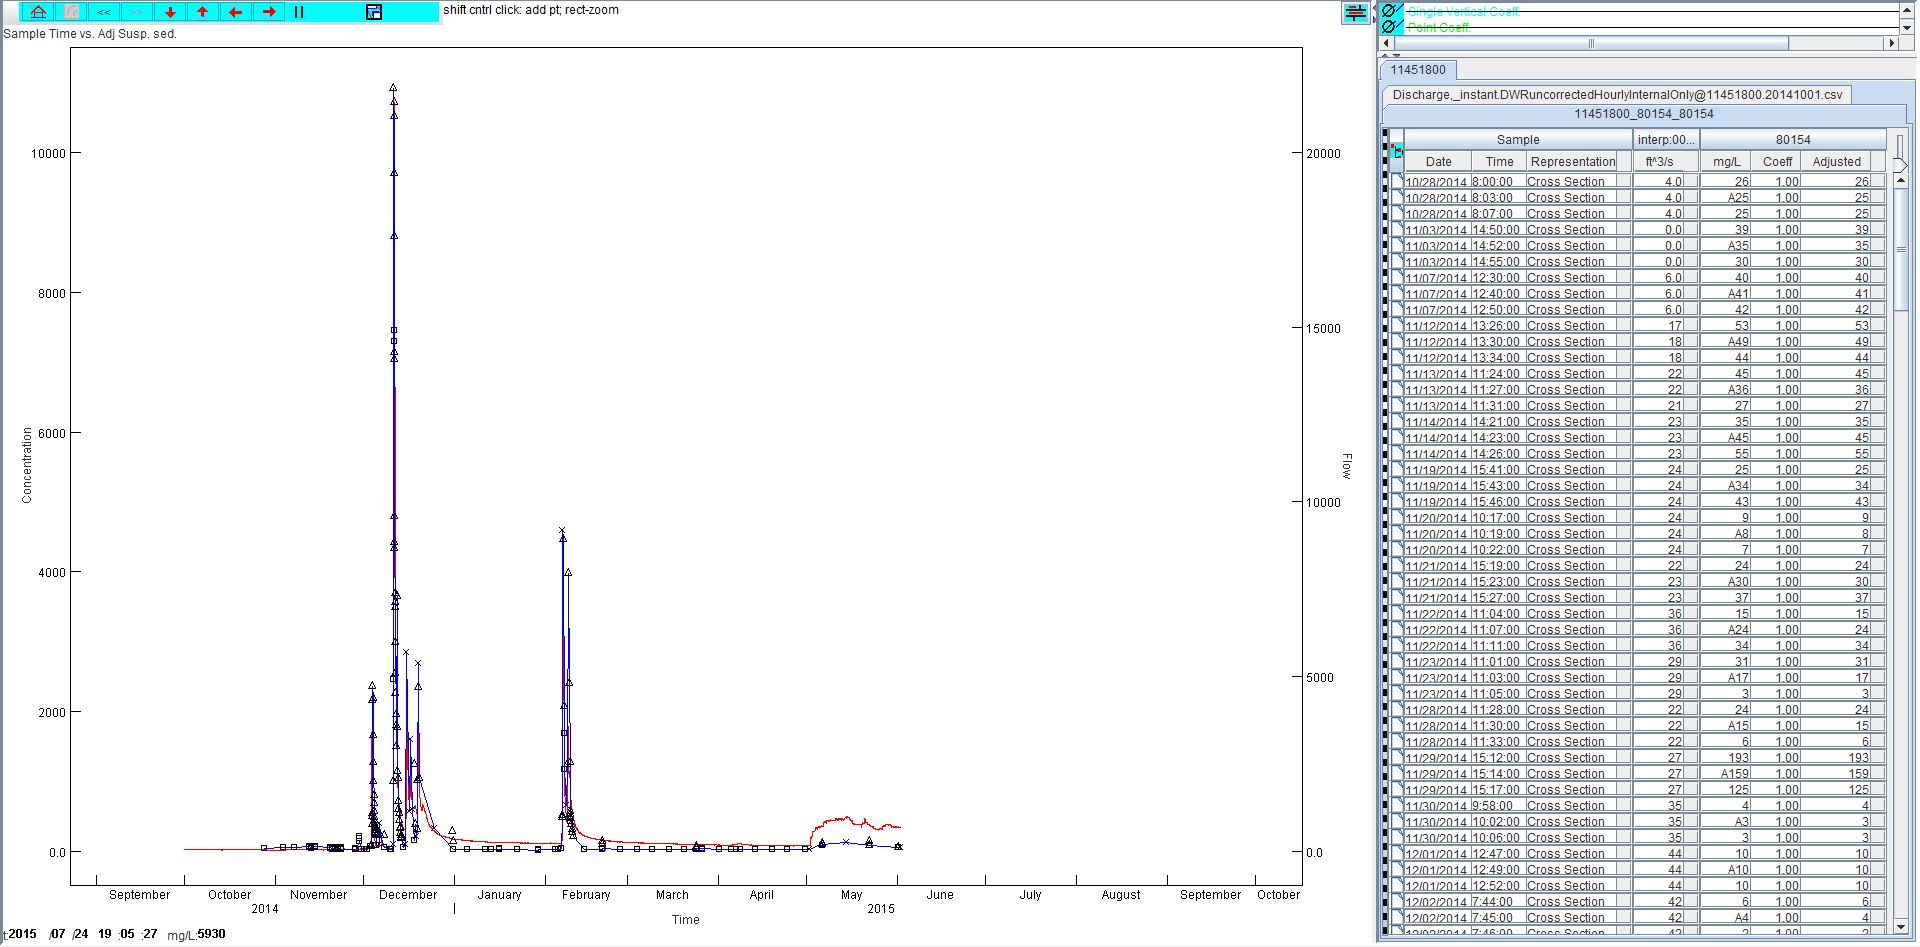 << >> shift cntrl click: add pt; rect-zoom
Sample Time vs. Adj Susp. sed.
10000
8000
6000
4000
2000
0.0
Concentration
20000
15000
10000
5000
0.0
Flow
September October November December January February March April May June July August September October
2014 2015
Time
t:2015 /07 /24 19 :05 :27 mg/L:5930
Single Vertical Coeff.
Point Coeff.
11451800
Discharge,_instant.DWRuncorrectedHourlyInternalOnly@11451800.20141001.csv
11451800_80154_80154
Sample interp:00... 80154
Date Time Representation ft^3/s mg/L Coeff Adjusted
10/28/2014 8:00:00 Cross Section 4.0 26 1.00 26
10/28/2014 8:03:00 Cross Section 4.0 A25 1.00 25
10/28/2014 8:07:00 Cross Section 4.0 25 1.00 25
11/03/2014 14:50:00 Cross Section 0.0 39 1.00 39
11/03/2014 14:52:00 Cross Section 0.0 A35 1.00 35
11/03/2014 14:55:00 Cross Section 0.0 30 1.00 30
11/07/2014 12:30:00 Cross Section 6.0 40 1.00 40
11/07/2014 12:40:00 Cross Section 6.0 A41 1.00 41
11/07/2014 12:50:00 Cross Section 6.0 42 1.00 42
11/12/2014 13:26:00 Cross Section 17 53 1.00 53
11/12/2014 13:30:00 Cross Section 18 A49 1.00 49
11/12/2014 13:34:00 Cross Section 18 44 1.00 44
11/13/2014 11:24:00 Cross Section 22 45 1.00 45
11/13/2014 11:27:00 Cross Section 22 A36 1.00 36
11/13/2014 11:31:00 Cross Section 21 27 1.00 27
11/14/2014 14:21:00 Cross Section 23 35 1.00 35
11/14/2014 14:23:00 Cross Section 23 A45 1.00 45
11/14/2014 14:26:00 Cross Section 23 55 1.00 55
11/19/2014 15:41:00 Cross Section 24 25 1.00 25
11/19/2014 15:43:00 Cross Section 24 A34 1.00 34
11/19/2014 15:46:00 Cross Section 24 43 1.00 43
11/20/2014 10:17:00 Cross Section 24 9 1.00 9
11/20/2014 10:19:00 Cross Section 24 A8 1.00 8
11/20/2014 10:22:00 Cross Section 24 7 1.00 7
11/21/2014 15:19:00 Cross Section 22 24 1.00 24
11/21/2014 15:23:00 Cross Section 23 A30 1.00 30
11/21/2014 15:27:00 Cross Section 23 37 1.00 37
11/22/2014 11:04:00 Cross Section 36 15 1.00 15
11/22/2014 11:07:00 Cross Section 36 A24 1.00 24
11/22/2014 11:11:00 Cross Section 36 34 1.00 34
11/23/2014 11:01:00 Cross Section 29 31 1.00 31
11/23/2014 11:03:00 Cross Section 29 A17 1.00 17
11/23/2014 11:05:00 Cross Section 29 3 1.00 3
11/28/2014 11:28:00 Cross Section 22 24 1.00 24
11/28/2014 11:30:00 Cross Section 22 A15 1.00 15
11/28/2014 11:33:00 Cross Section 22 6 1.00 6
11/29/2014 15:12:00 Cross Section 27 193 1.00 193
11/29/2014 15:14:00 Cross Section 27 A159 1.00 159
11/29/2014 15:17:00 Cross Section 27 125 1.00 125
11/30/2014 9:58:00 Cross Section 35 4 1.00 4
11/30/2014 10:02:00 Cross Section 35 A3 1.00 3
11/30/2014 10:06:00 Cross Section 35 3 1.00 3
12/01/2014 12:47:00 Cross Section 44 10 1.00 10
12/01/2014 12:49:00 Cross Section 44 A10 1.00 10
12/01/2014 12:52:00 Cross Section 44 10 1.00 10
12/02/2014 7:44:00 Cross Section 42 6 1.00 6
12/02/2014 7:45:00 Cross Section 42 A4 1.00 4
12/02/2014 7:46:00 Cross Section 42 2 1.00 2